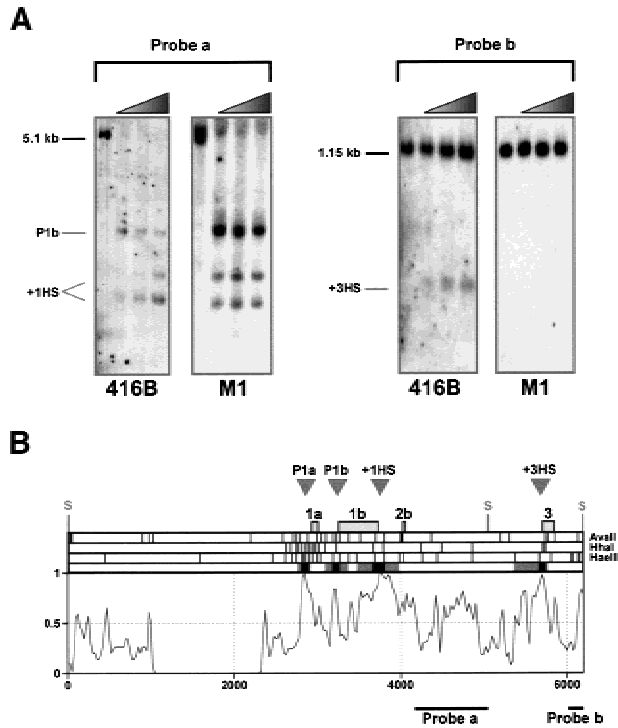 A
Probe a
Probe b
5.1 kb
P1b
+1HS
1.15 kb
+3HS
416B
M1
416B
M1
B
P1a P1b +1HS +3HS
S S S
1a 1b 2b 3
AvaII
HhaI
HaeIII
1
0.5
0
0 2000 4000 6000
Probe a Probe b